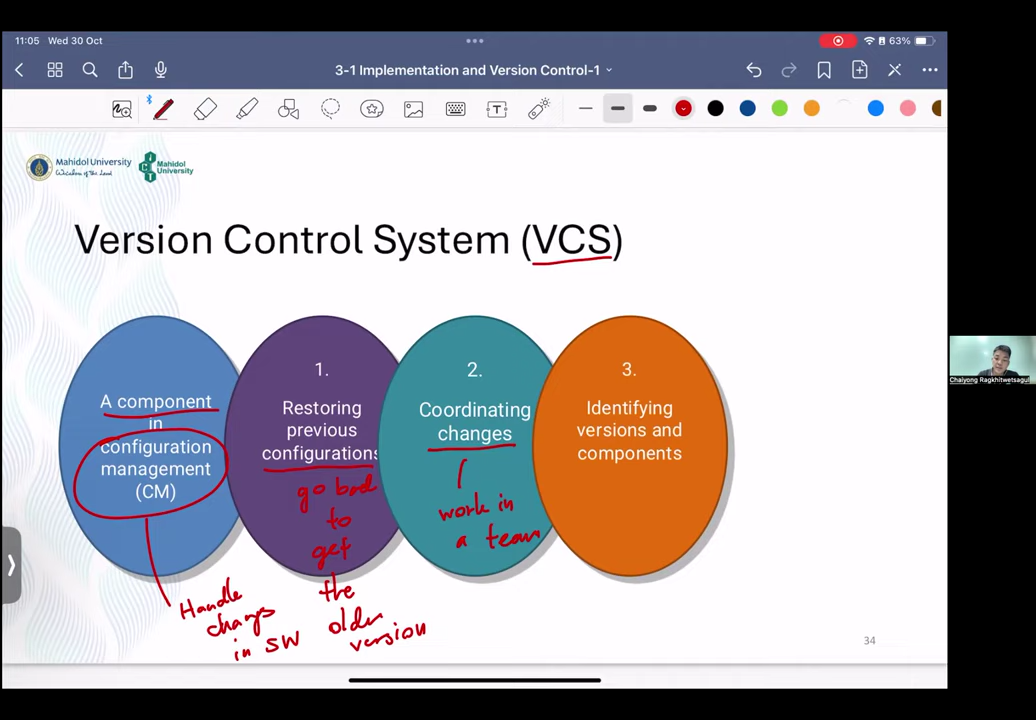 11:05 Wed 30 Oct
63%
3-1 Implementation and Version Control-1
Mahidol University
Wisdom of the Land
Mahidol
University
Version Control System (VCS)
A component
in
configuration
management
(CM)
1.
Restoring
previous
configurations
2.
Coordinating
changes
3.
Identifying
versions and
components
go back
to
get
the
older
version
work in
a team
Handle
changes
in SW
34
Chaiyong Ragkhitwetsagul